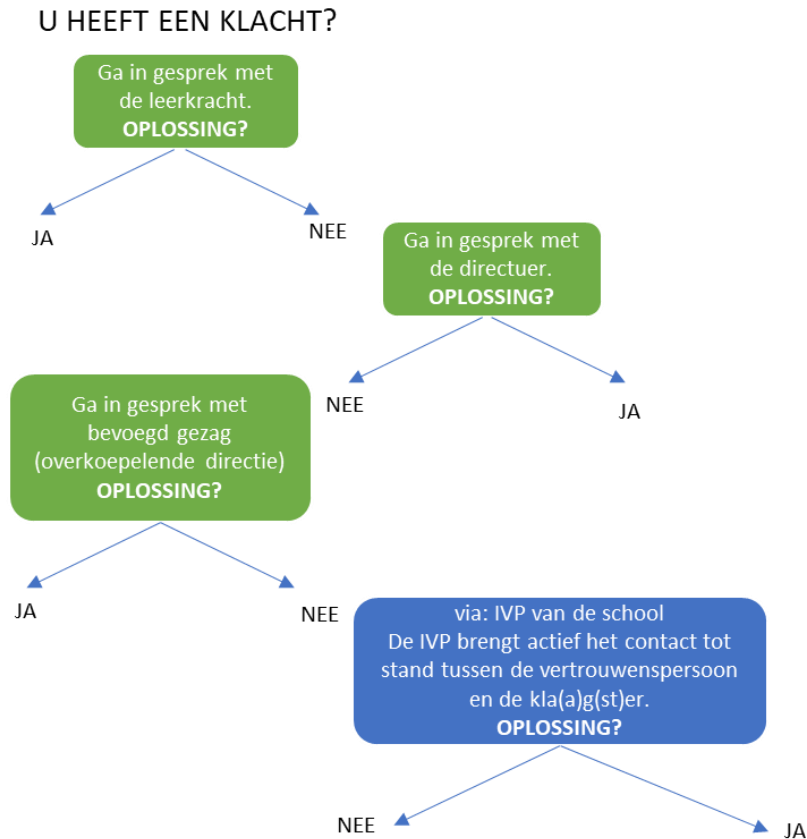 U HEEFT EEN KLACHT?
Ga in gesprek met
de leerkracht.
OPLOSSING?
JA
NEE
Ga in gesprek met
de directuer.
OPLOSSING?
NEE
JA
Ga in gesprek met
bevoegd gezag
(overkoepelende directie)
OPLOSSING?
JA
NEE
via: IVP van de school
De IVP brengt actief het contact tot
stand tussen de vertrouwenspersoon
en de kla(a)g(st)er.
OPLOSSING?
NEE
JA